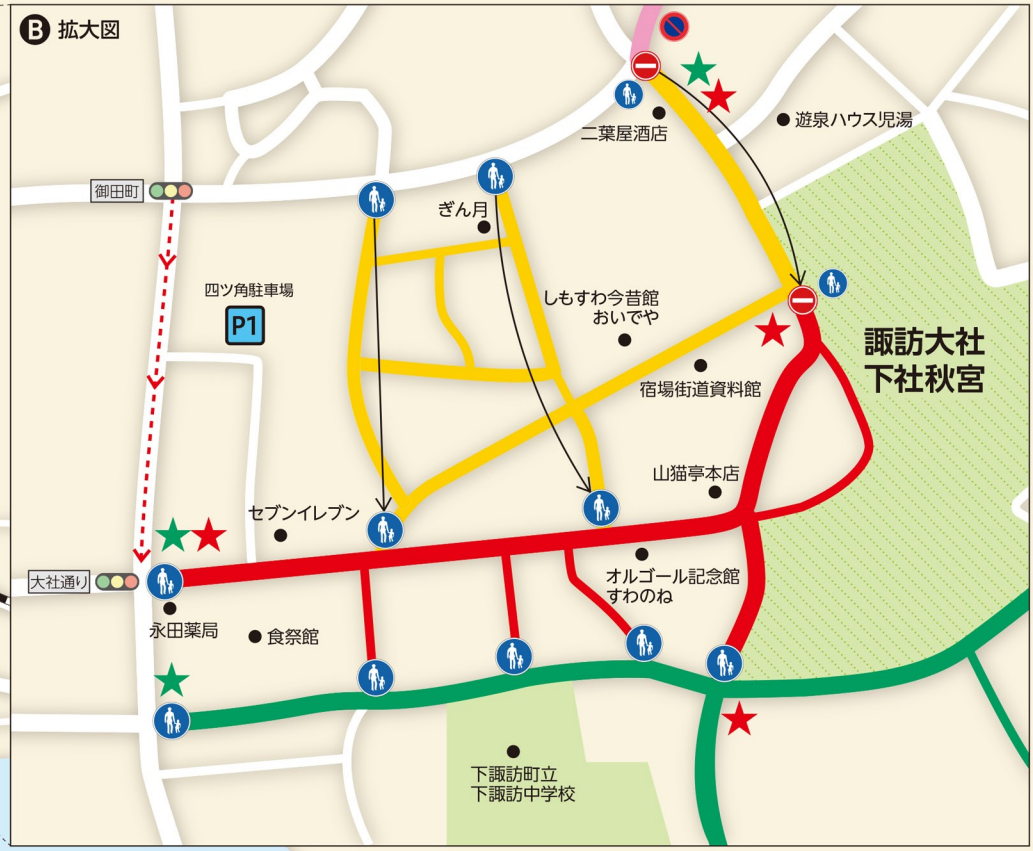 B 拡大図
二葉屋酒店
遊泉ハウス児湯
御田町
ぎん月
四ツ角駐車場
P1
しもすわ今昔館
おいでや
諏訪大社
下社秋宮
宿場街道資料館
山猫亭本店
セブンイレブン
大社通り
オルゴール記念館
すわのね
永田薬局
食祭館
下諏訪町立
下諏訪中学校